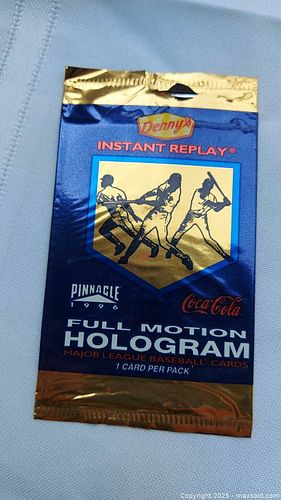 Denny's
INSTANT REPLAY®
PINNACLE
1996
Coca-Cola
FULL MOTION
HOLOGRAM
MAJOR LEAGUE BASEBALL CARDS
1 CARD PER PACK
Copyright 2025 - maxsold.com